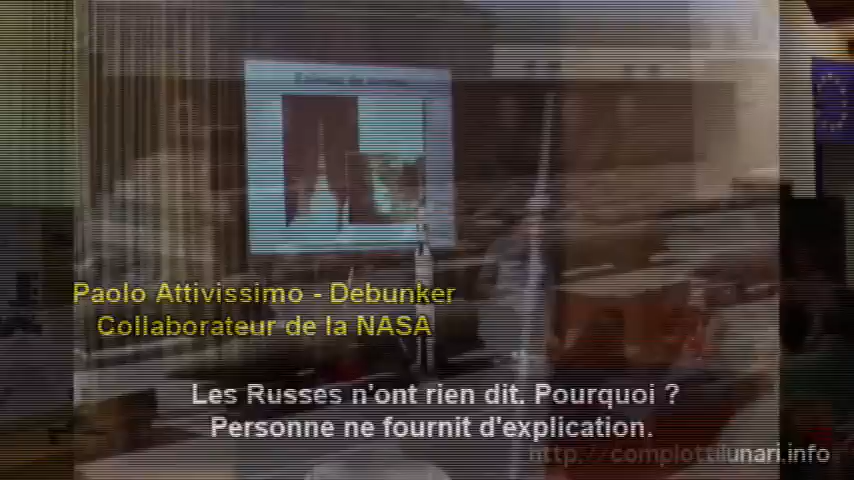 Paolo Attivissimo - Debunker
Collaborateur de la NASA
Les Russes n'ont rien dit. Pourquoi ?
Personne ne fournit d'explication.
http://complottilunari.info